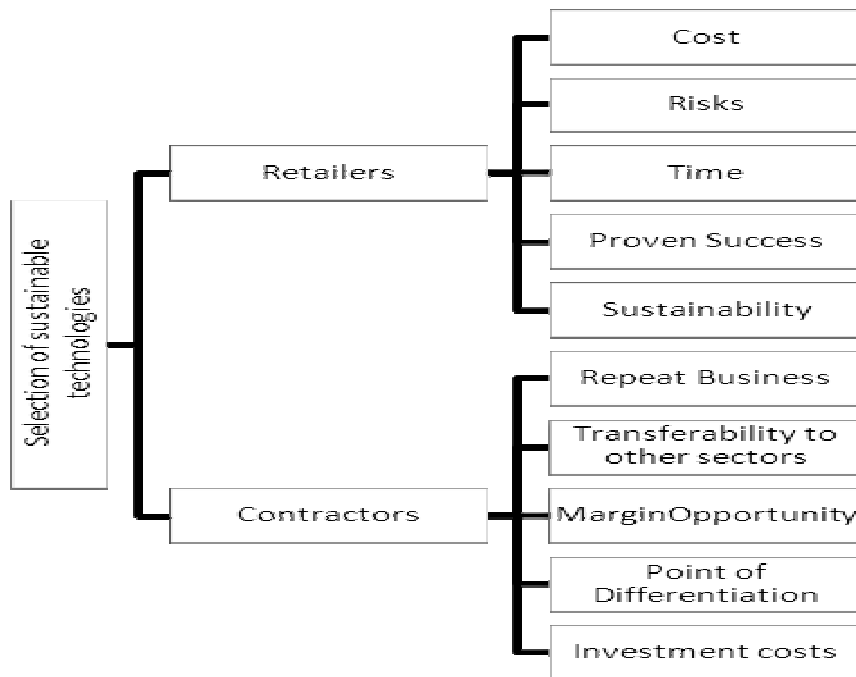 Selection of sustainable
technologies
Retailers
Cost
Risks
Time
Proven Success
Sustainability
Contractors
Repeat Business
Transferability to
other sectors
MarginOpportunity
Point of
Differentiation
Investment costs